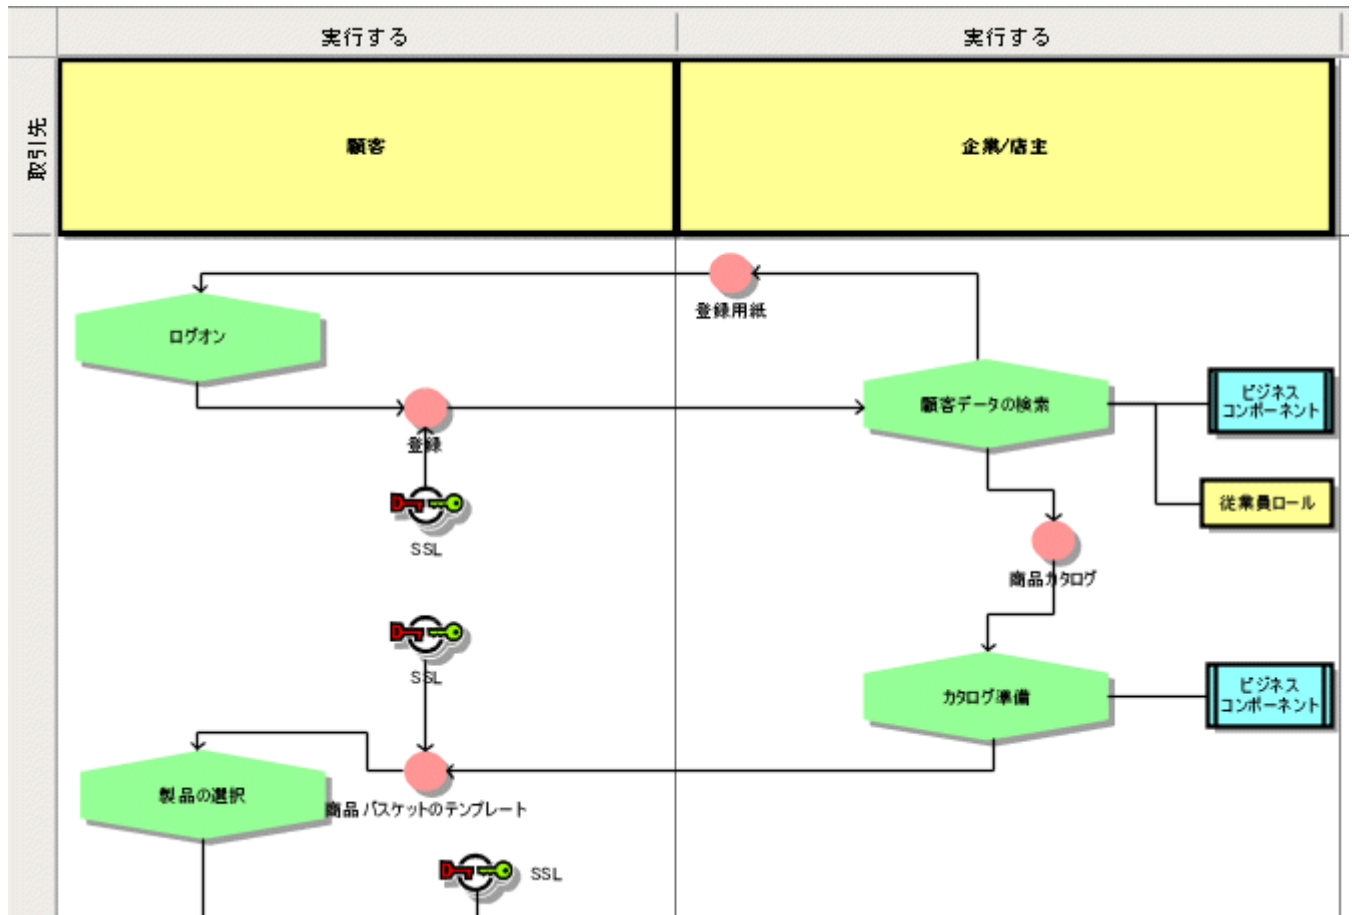 実行する
実行する
取引先
顧客
企業/店主
登録用紙
ログオン
顧客データの検索
ビジネス
コンポーネント
登録
従業員ロール
SSL
商品カタログ
SSL
カタログ準備
ビジネス
コンポーネント
製品の選択
商品バスケットのテンプレート
SSL